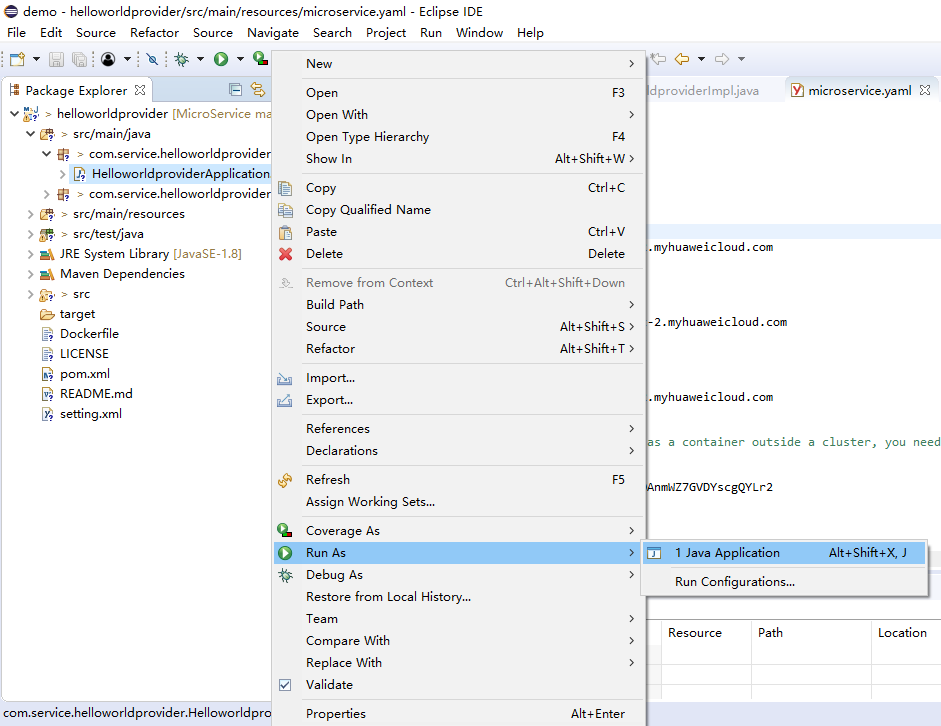 demo - helloworldprovider/src/main/resources/microservice.yaml - Eclipse IDE
File Edit Source Refactor Source Navigate Search Project Run Window Help
Package Explorer
ldproviderImpl.java
microservice.yaml
> helloworldprovider [MicroService ma
> src/main/java
> com.service.helloworldprovider
HelloworldproviderApplication
> com.service.helloworldprovider
> src/main/resources
> src/test/java
JRE System Library [JavaSE-1.8]
Maven Dependencies
> src
target
Dockerfile
LICENSE
pom.xml
README.md
setting.xml
New
Open F3
Open With
Open Type Hierarchy F4
Show In Alt+Shift+W
Copy Ctrl+C
Copy Qualified Name
Paste Ctrl+V
Delete Delete
Remove from Context Ctrl+Alt+Shift+Down
Build Path
Source Alt+Shift+S
Refactor Alt+Shift+T
Import...
Export...
References
Declarations
Refresh F5
Assign Working Sets...
Coverage As
Run As
Debug As
Restore from Local History...
Team
Compare With
Replace With
Validate
Properties Alt+Enter
1 Java Application Alt+Shift+X, J
Run Configurations...
.myhuaweicloud.com
-2.myhuaweicloud.com
.myhuaweicloud.com
as a container outside a cluster, you need
AnmWZ7GVDYscgQYLr2
Resource Path Location
com.service.helloworldprovider.Helloworldpro